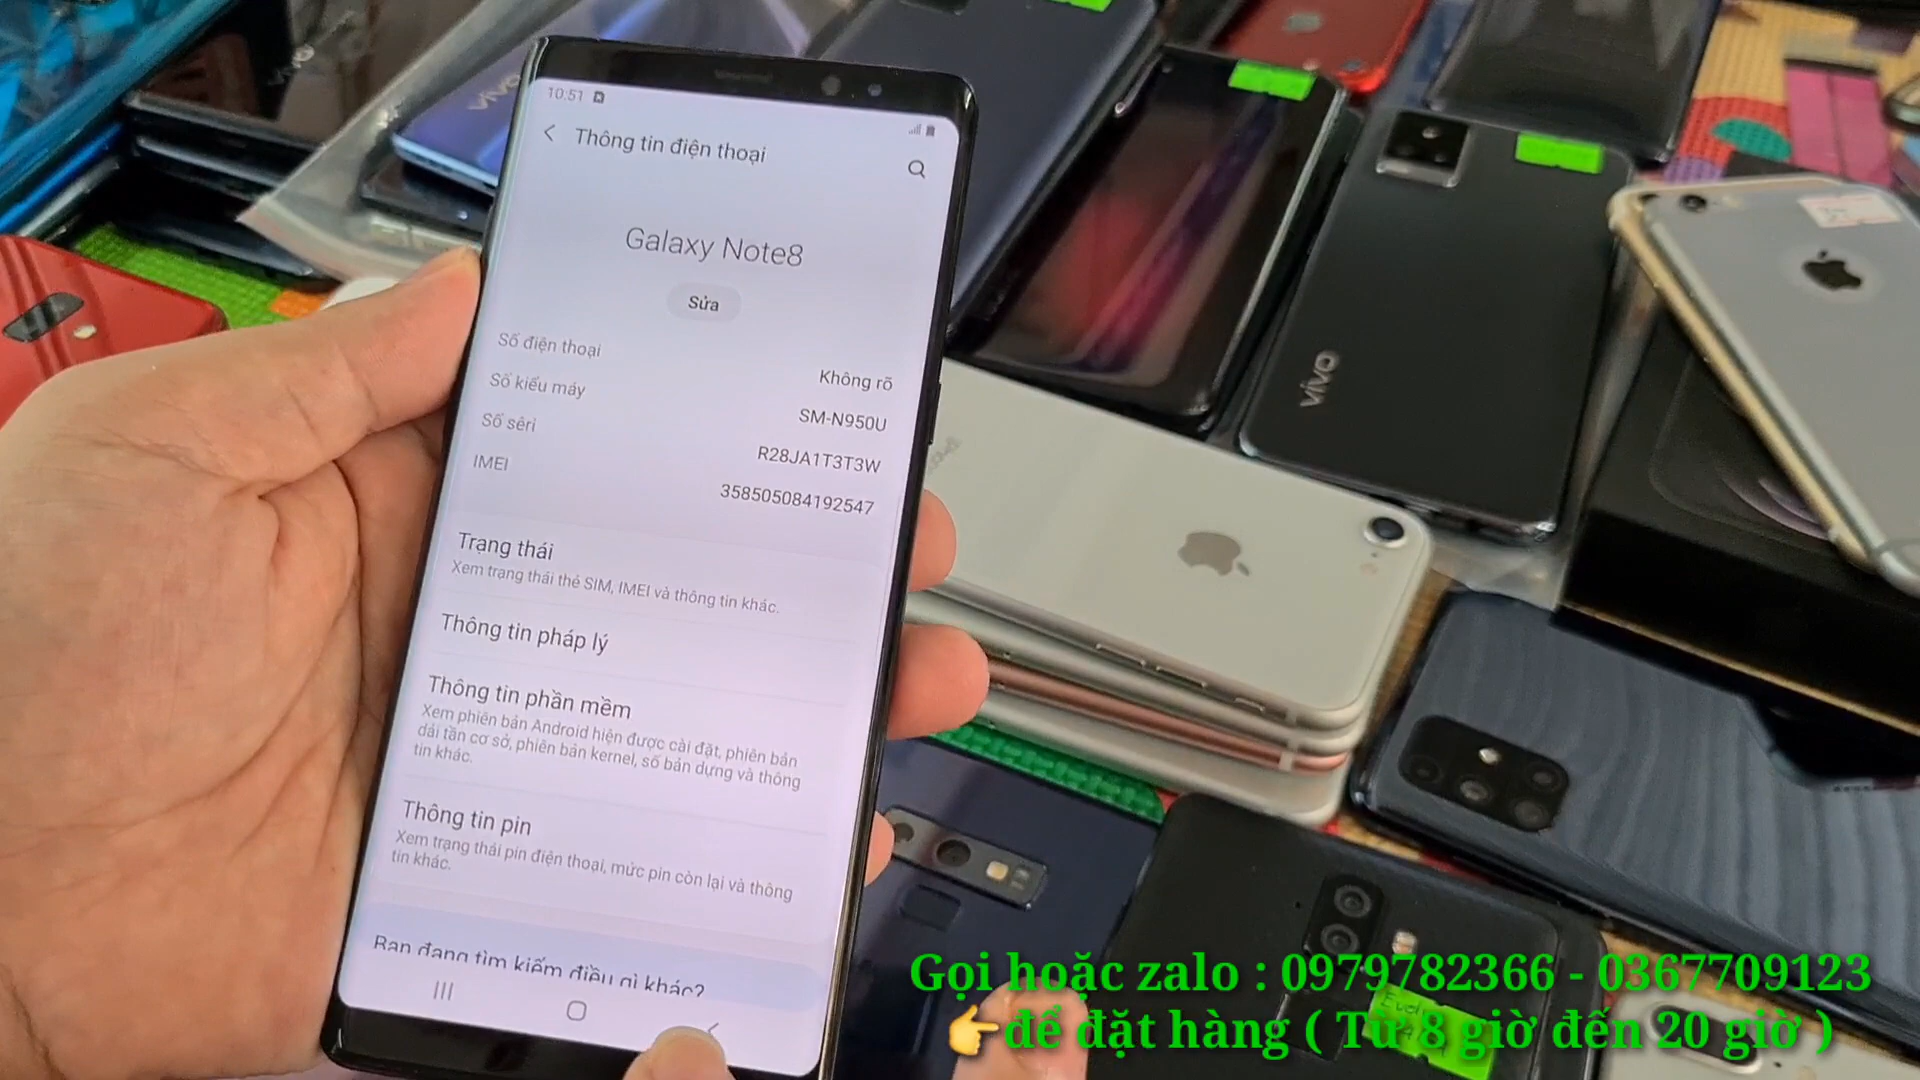 10:51
Thông tin điện thoại
Galaxy Note8
Sửa
Số điện thoại
Không rõ
Số kiểu máy
SM-N950U
Số sêri
R28JA1T3T3W
IMEI
358505084192547
Trạng thái
Xem trạng thái thẻ SIM, IMEI và thông tin khác.
Thông tin pháp lý
Thông tin phần mềm
Xem phiên bản Android hiện được cài đặt, phiên bản
dải tần cơ sở, phiên bản kernel, số bản dựng và thông
tin khác.
Thông tin pin
Xem trạng thái pin điện thoại, mức pin còn lại và thông
tin khác.
Bạn đang tìm kiếm điều gì khác?
vivo
vivo
Gọi hoặc zalo : 0979782366 - 0367709123
👉để đặt hàng ( Từ 8 giờ đến 20 giờ )